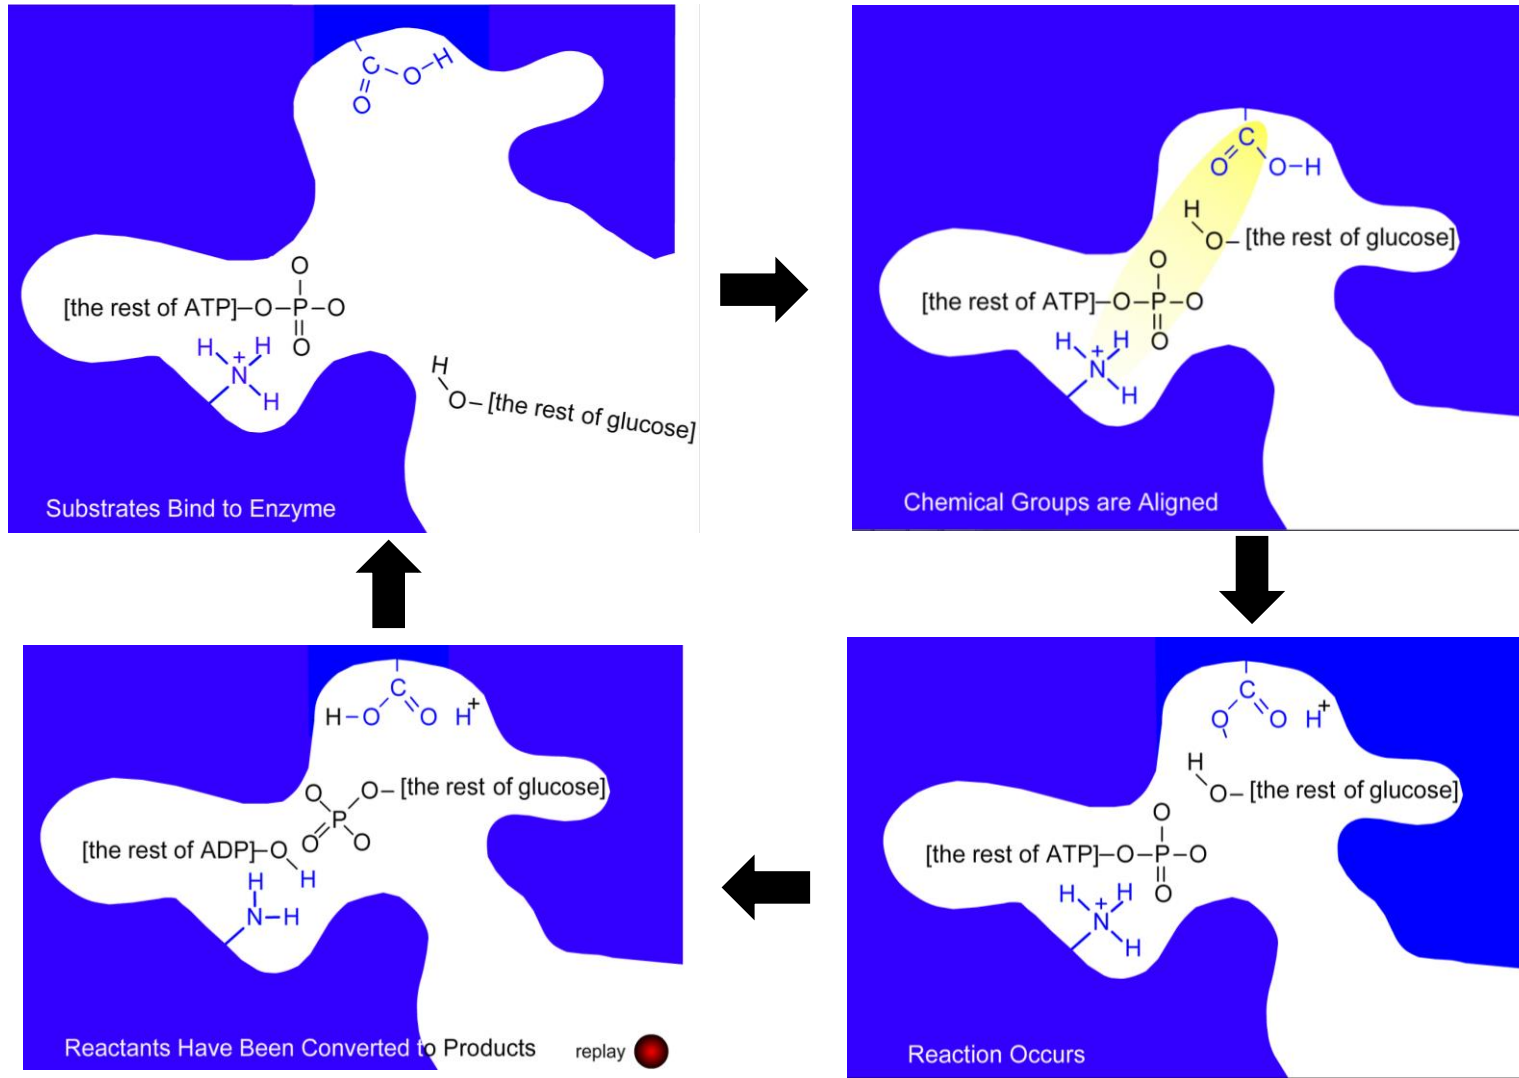 C
O
H
O
O
[the rest of ATP]–O–P–O
O
H + H
N
H
H
O– [the rest of glucose]
Substrates Bind to Enzyme
C
O
O–H
H
O– [the rest of glucose]
O
[the rest of ATP]–O–P–O
O
H + H
N
H
Chemical Groups are Aligned
C
H–O O H+
O O– [the rest of glucose]
P
O O
[the rest of ADP]–O
H
H
N–H
Reactants Have Been Converted to Products
replay
C
O O H+
H
O– [the rest of glucose]
O
[the rest of ATP]–O–P–O
O
H + H
N
H
Reaction Occurs